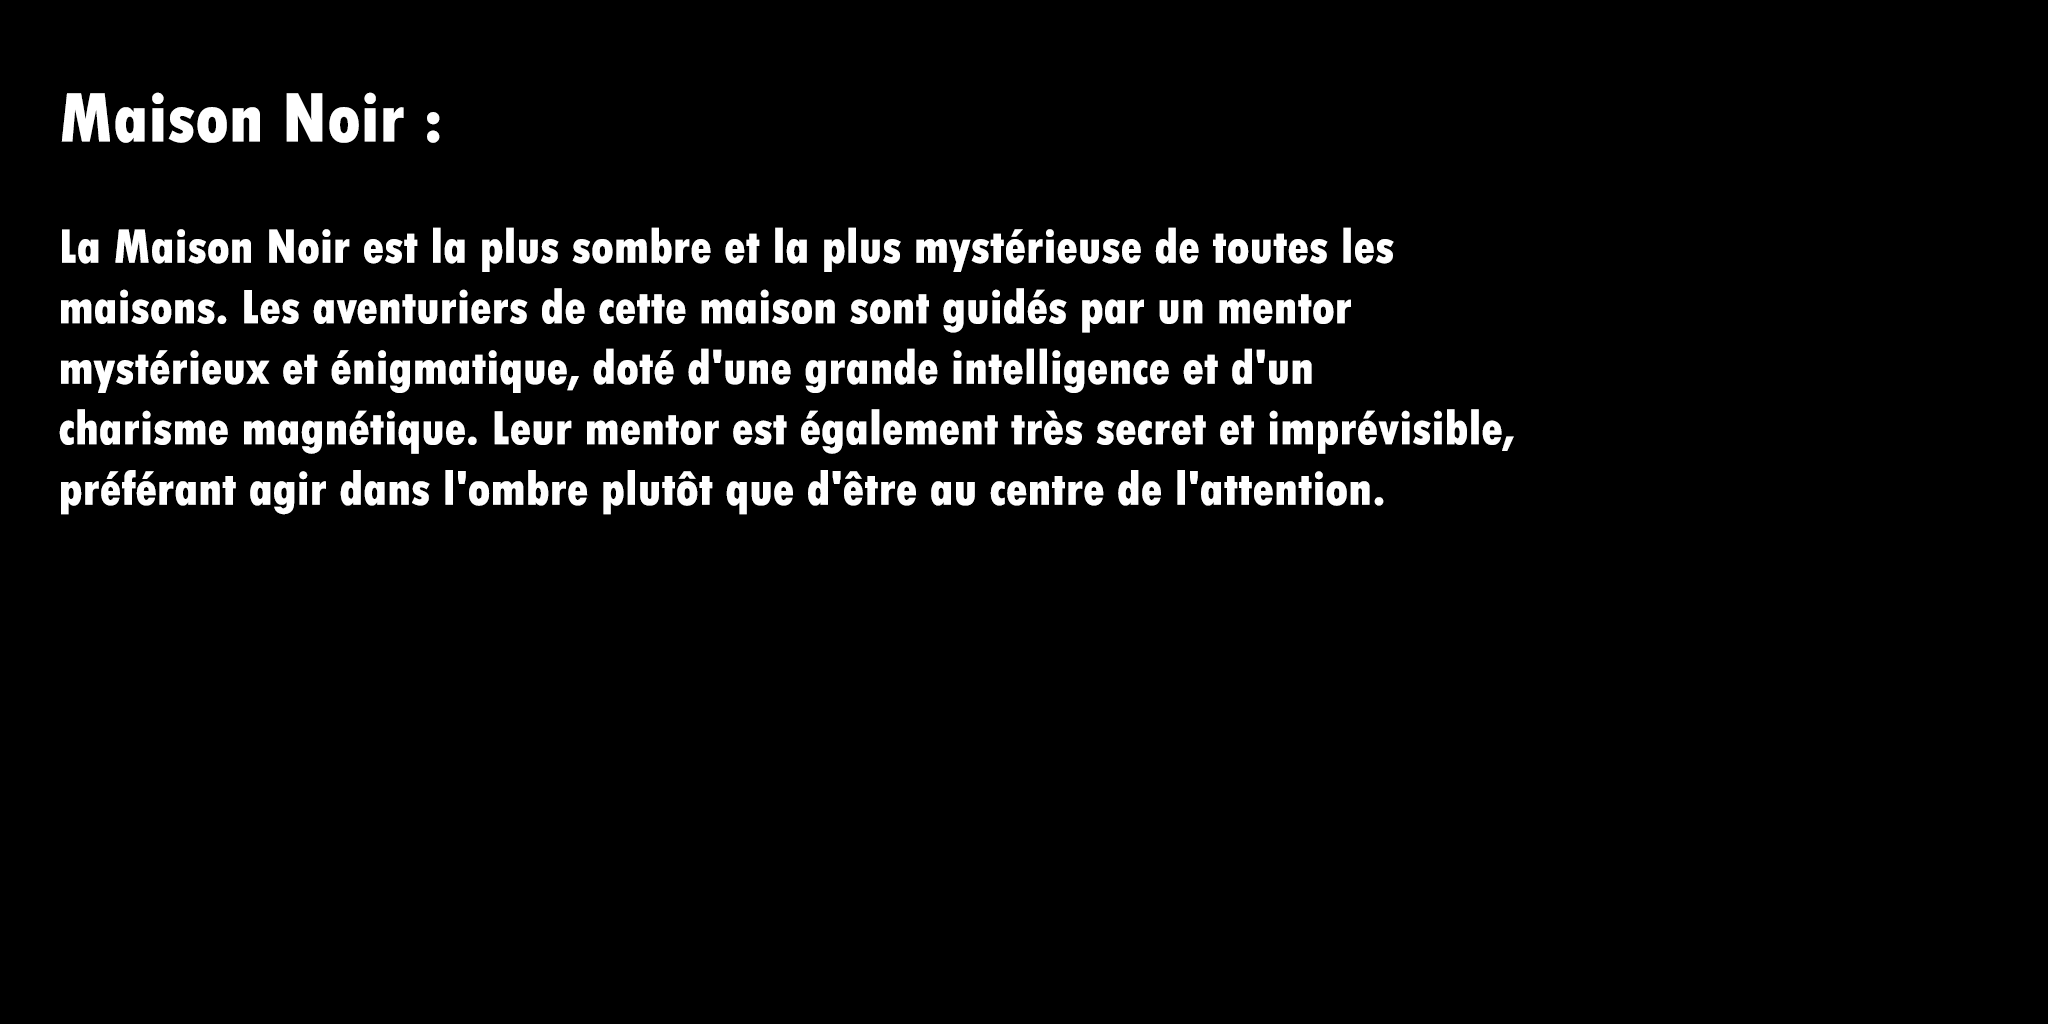 Maison Noir :
La Maison Noir est la plus sombre et la plus mystérieuse de toutes les
maisons. Les aventuriers de cette maison sont guidés par un mentor
mystérieux et énigmatique, doté d'une grande intelligence et d'un
charisme magnétique. Leur mentor est également très secret et imprévisible,
préférant agir dans l'ombre plutôt que d'être au centre de l'attention.